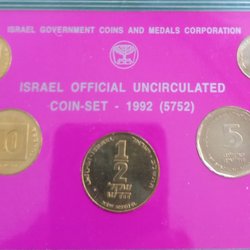 ISRAEL GOVERNMENT COINS AND MEDALS CORPORATION
ISRAEL OFFICIAL UNCIRCULATED
COIN-SET - 1992 (5752)
1
2
5